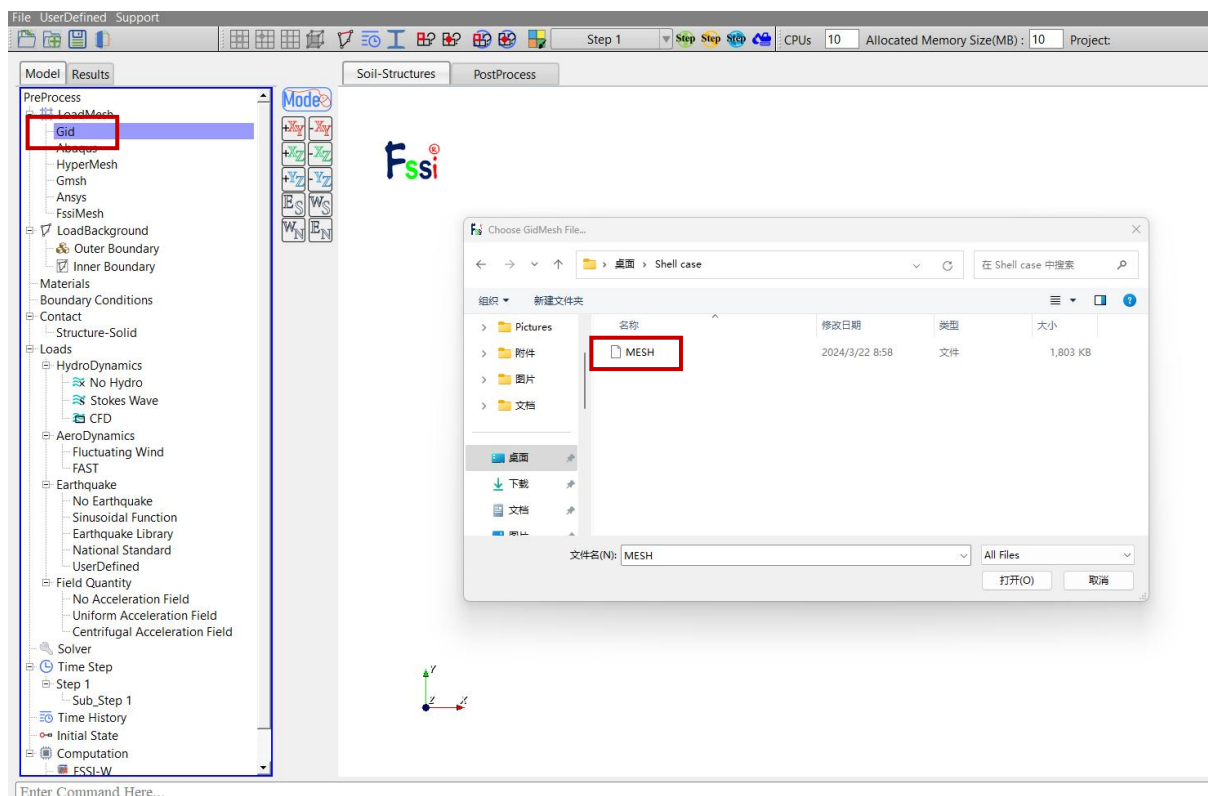 File UserDefined Support
Step 1 Step Step Step CPUs 10 Allocated Memory Size(MB) : 10 Project:
Model Results
Soil-Structures PostProcess
PreProcess
LoadMesh
Gid
Abaqus
HyperMesh
Gmsh
Ansys
FssiMesh
LoadBackground
Outer Boundary
Inner Boundary
Materials
Boundary Conditions
Contact
Structure-Solid
Loads
HydroDynamics
No Hydro
Stokes Wave
CFD
AeroDynamics
Fluctuating Wind
FAST
Earthquake
No Earthquake
Sinusoidal Function
Earthquake Library
National Standard
UserDefined
Field Quantity
No Acceleration Field
Uniform Acceleration Field
Centrifugal Acceleration Field
Solver
Time Step
Step 1
Sub_Step 1
Time History
Initial State
Computation
FSSI-W
Mode
+XY -XY
+XZ -XZ
+YZ -YZ
ES WS
WN EN
Fssi®
Choose GidMesh File...
桌面 › Shell case
在 Shell case 中搜索
组织 新建文件夹
名称 修改日期 类型 大小
MESH 2024/3/22 8:58 文件 1,803 KB
Pictures
附件
图片
文档
桌面
下载
文档
图片
文件名(N): MESH All Files
打开(O) 取消
Y
Z X
Enter Command Here...